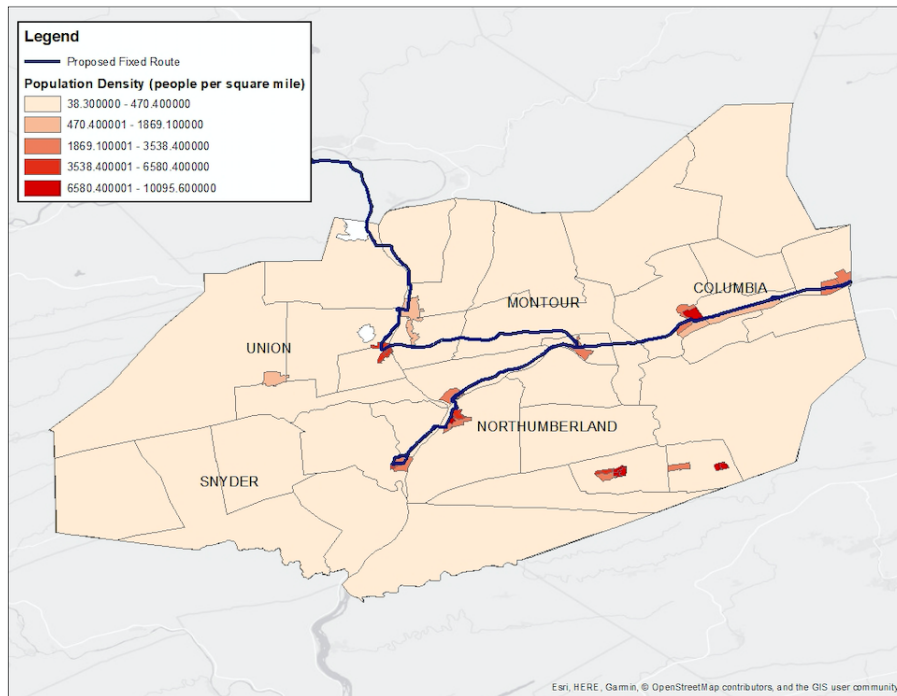 Legend
Proposed Fixed Route
Population Density (people per square mile)
38.300000 - 470.400000
470.400001 - 1869.100000
1869.100001 - 3538.400000
3538.400001 - 6580.400000
6580.400001 - 10095.600000
COLUMBIA
MONTOUR
UNION
NORTHUMBERLAND
SNYDER
Esri, HERE, Garmin, © OpenStreetMap contributors, and the GIS user community